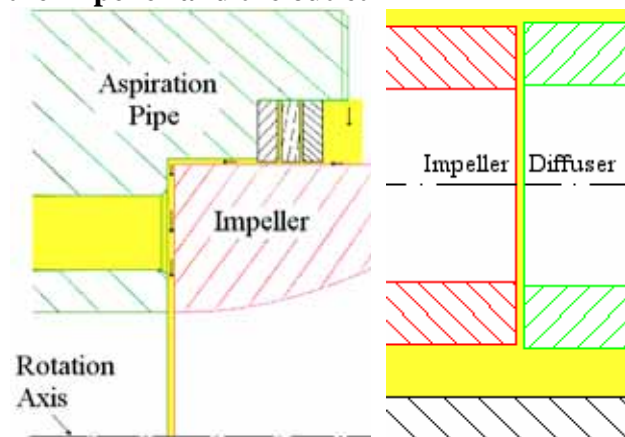 Aspiration
Pipe
Impeller
Rotation
Axis
Impeller
Diffuser